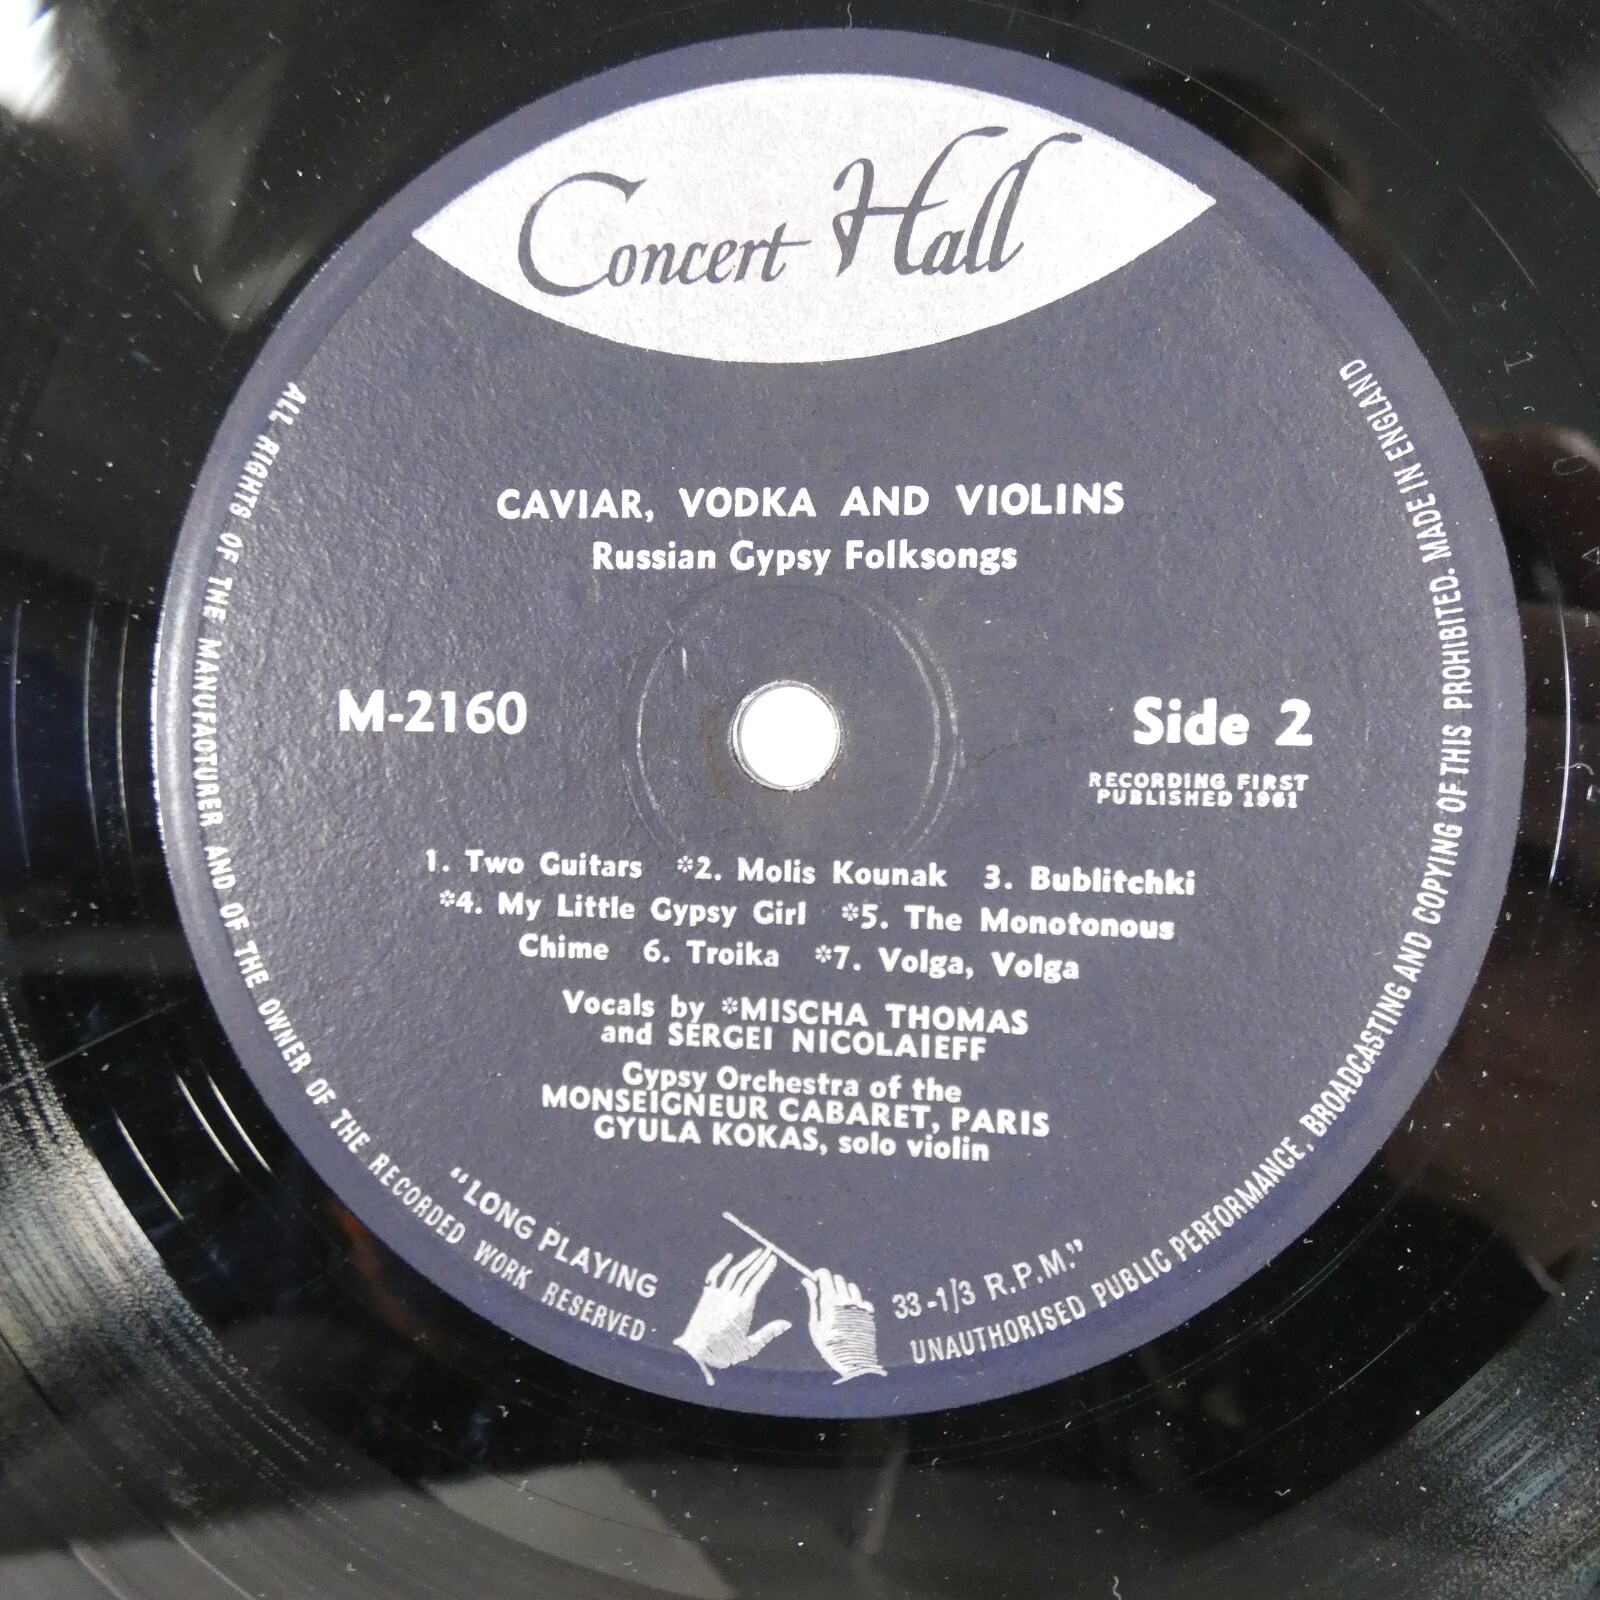 Concert Hall
CAVIAR, VODKA AND VIOLINS
Russian Gypsy Folksongs
M-2160
Side 2
RECORDING FIRST
PUBLISHED 1961
1. Two Guitars *2. Molis Kounak 3. Bublitchki
*4. My Little Gypsy Girl *5. The Monotonous
Chime 6. Troika *7. Volga, Volga
Vocals by *MISCHA THOMAS
and SERGEI NICOLAIEFF
Gypsy Orchestra of the
MONSEIGNEUR CABARET, PARIS
GYULA KOKAS, solo violin
"LONG PLAYING 33-1/3 R.P.M."
ALL RIGHTS OF THE MANUFACTURER AND OF THE OWNER OF THE RECORDED WORK RESERVED.
UNAUTHORISED PUBLIC PERFORMANCE, BROADCASTING AND COPYING OF THIS PROHIBITED. MADE IN ENGLAND